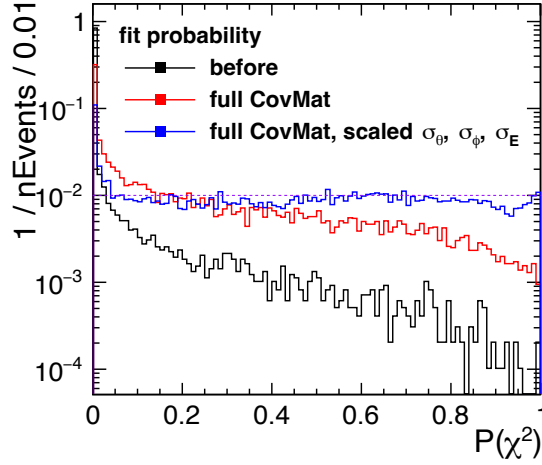 fit probability
before
full CovMat
full CovMat, scaled σθ, σϕ, σE
1 / nEvents / 0.01
1
10⁻¹
10⁻²
10⁻³
10⁻⁴
0 0.2 0.4 0.6 0.8 1
P(χ²)